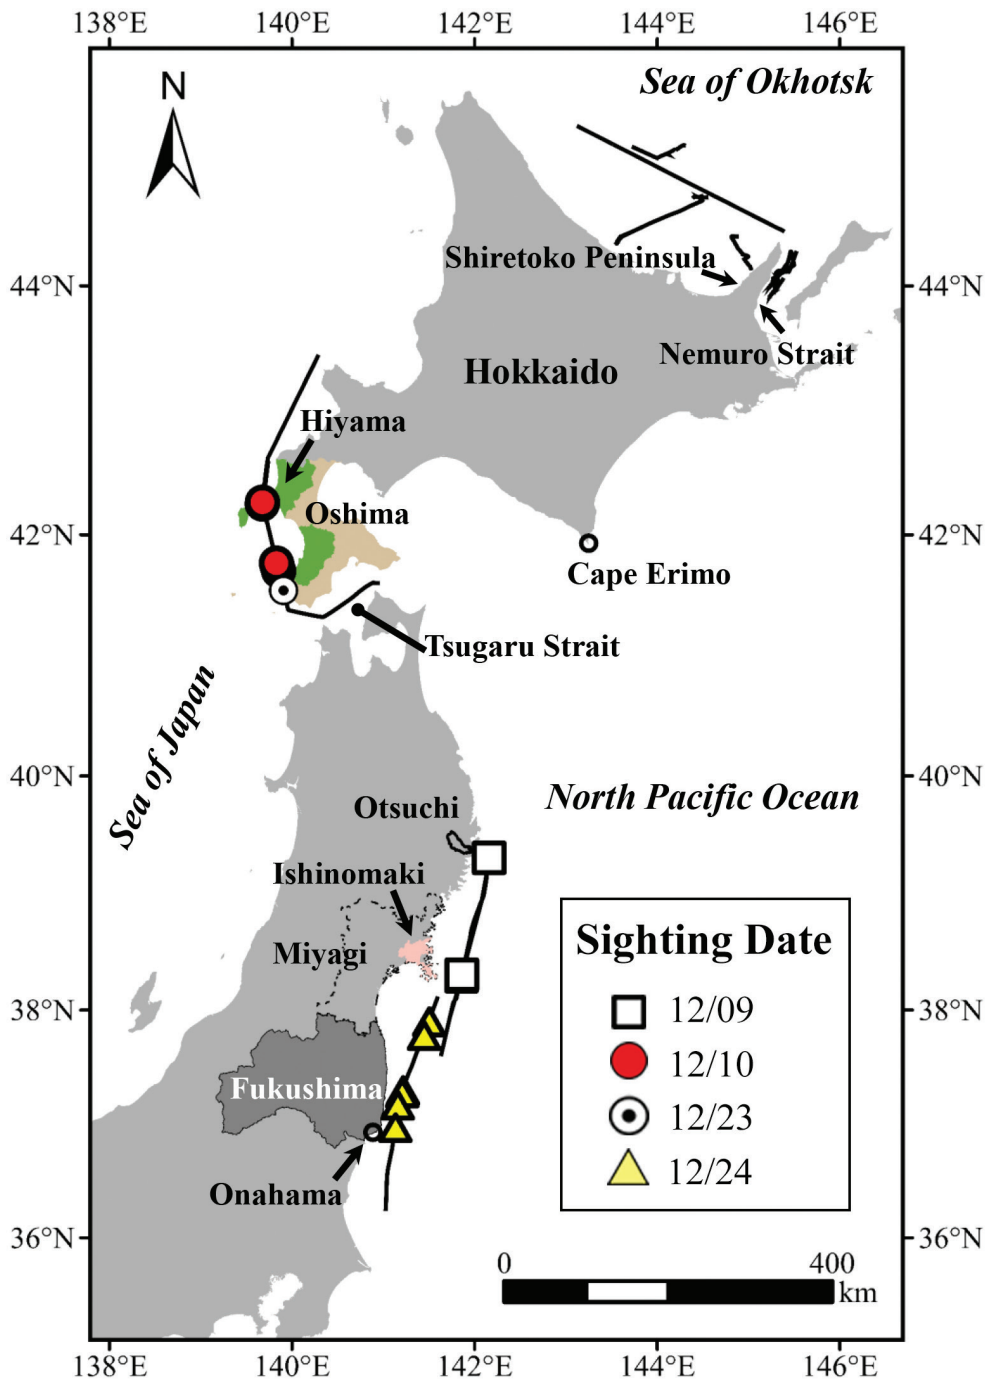 138°E 140°E 142°E 144°E 146°E
Sea of Okhotsk
N
Shiretoko Peninsula
44°N 44°N
Nemuro Strait
Hokkaido
Hiyama
Oshima
42°N 42°N
Cape Erimo
Tsugaru Strait
Sea of Japan
40°N 40°N
North Pacific Ocean
Otsuchi
Ishinomaki
Miyagi
38°N 38°N
Fukushima
Onahama
36°N 36°N
Sighting Date
12/09
12/10
12/23
12/24
0 400
km
138°E 140°E 142°E 144°E 146°E